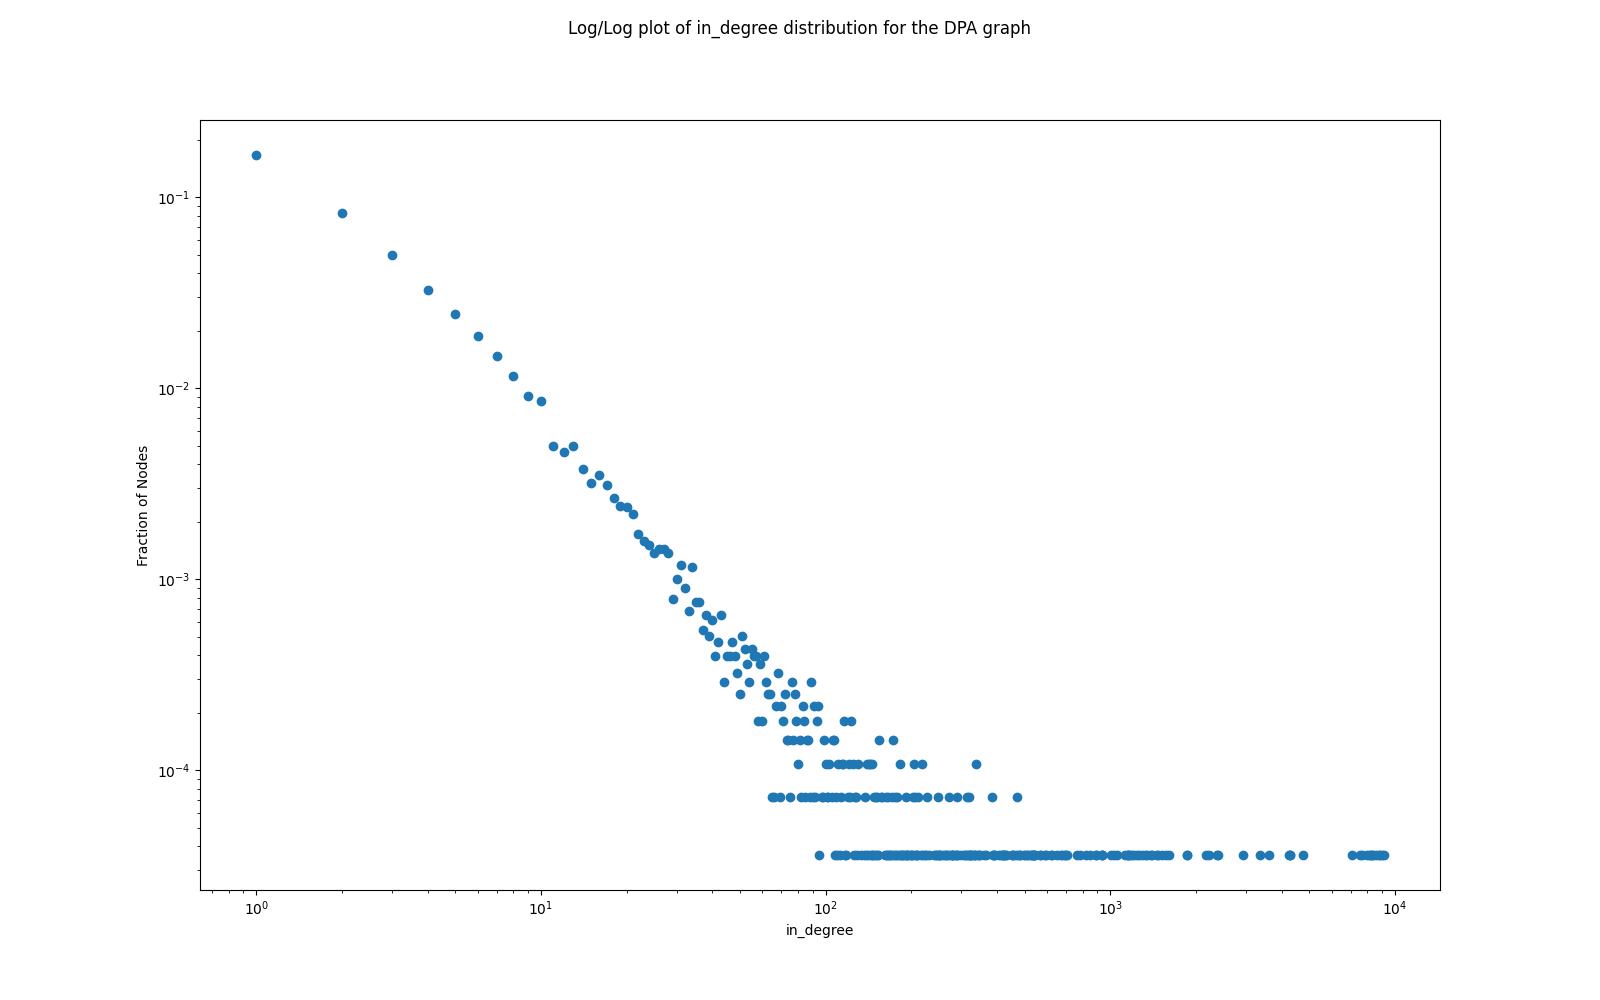 Log/Log plot of in_degree distribution for the DPA graph
Fraction of Nodes
10⁻¹
10⁻²
10⁻³
10⁻⁴
10⁰ 10¹ 10² 10³ 10⁴
in_degree